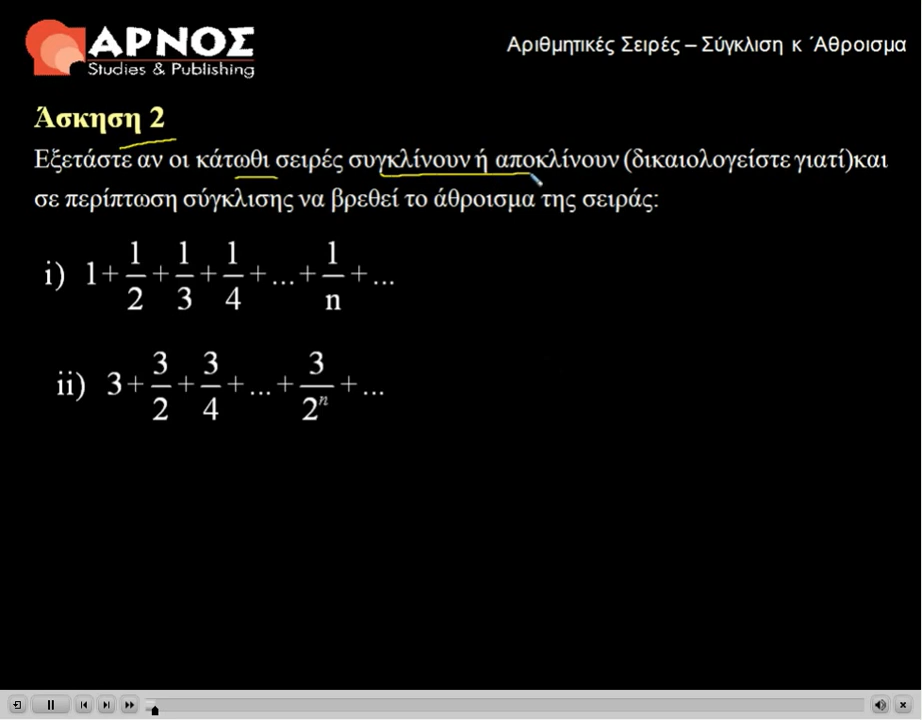 ΑΡΝΟΣ
Studies & Publishing
Αριθμητικές Σειρές – Σύγκλιση κ ΄Αθροισμα
Άσκηση 2
Εξετάστε αν οι κάτωθι σειρές συγκλίνουν ή αποκλίνουν (δικαιολογείστε γιατί)και
σε περίπτωση σύγκλισης να βρεθεί το άθροισμα της σειράς:
i) 1+1/2+1/3+1/4+...+1/n+...
ii) 3+3/2+3/4+...+3/2ⁿ+...